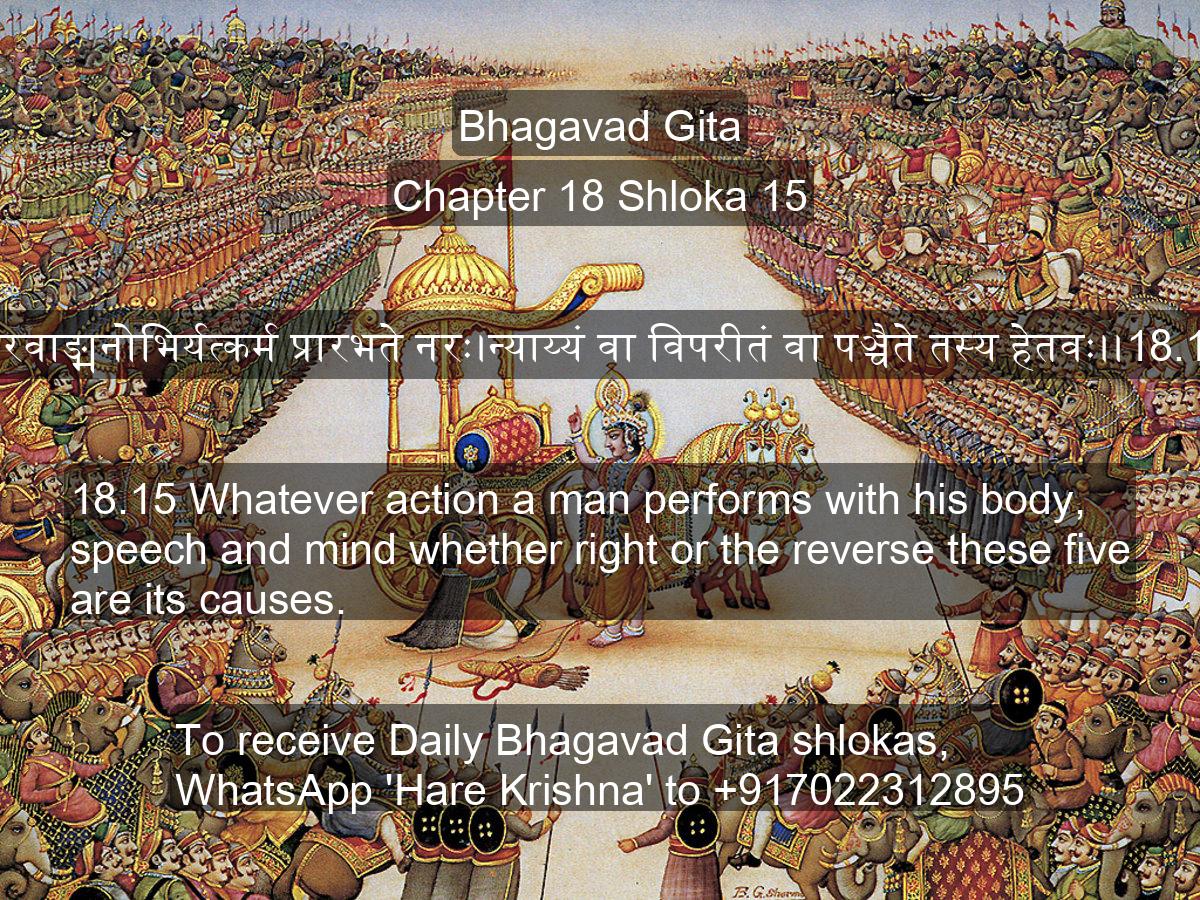 Bhagavad Gita
Chapter 18 Shloka 15
रवाङ्मनोभिर्यत्कर्म प्रारभते नरः।न्याय्यं वा विपरीतं वा पञ्चैते तस्य हेतवः।।18.1
18.15 Whatever action a man performs with his body,
speech and mind whether right or the reverse these five
are its causes.
To receive Daily Bhagavad Gita shlokas,
WhatsApp 'Hare Krishna' to +917022312895
B.G.Sharma